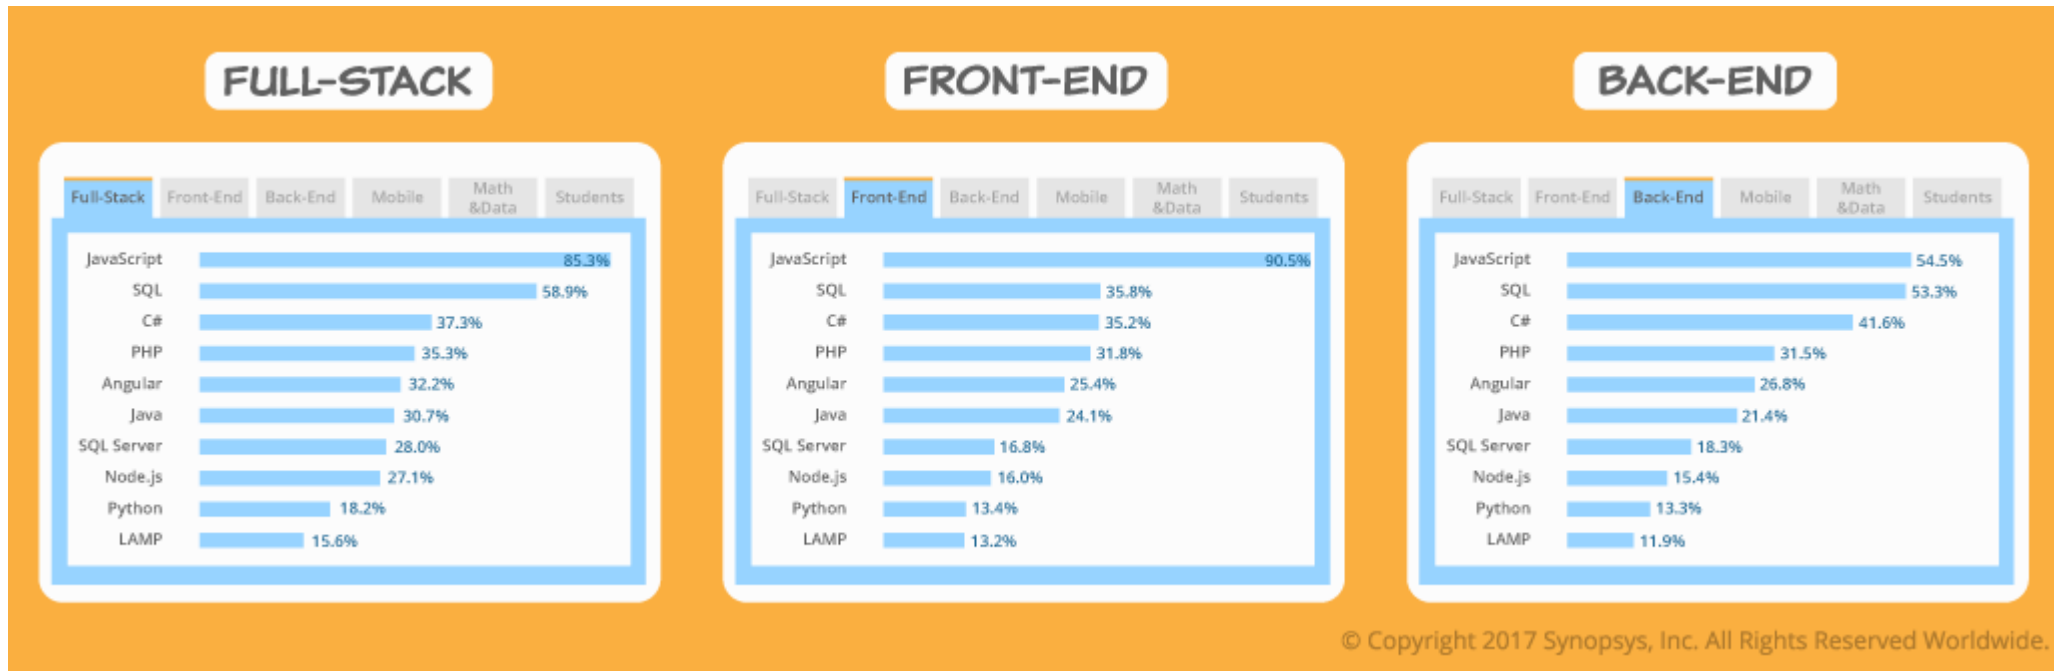 FULL-STACK
Full-Stack Front-End Back-End Mobile Math &Data Students
JavaScript 85.3%
SQL 58.9%
C# 37.3%
PHP 35.3%
Angular 32.2%
Java 30.7%
SQL Server 28.0%
Node.js 27.1%
Python 18.2%
LAMP 15.6%
FRONT-END
Full-Stack Front-End Back-End Mobile Math &Data Students
JavaScript 90.5%
SQL 35.8%
C# 35.2%
PHP 31.8%
Angular 25.4%
Java 24.1%
SQL Server 16.8%
Node.js 16.0%
Python 13.4%
LAMP 13.2%
BACK-END
Full-Stack Front-End Back-End Mobile Math &Data Students
JavaScript 54.5%
SQL 53.3%
C# 41.6%
PHP 31.5%
Angular 26.8%
Java 21.4%
SQL Server 18.3%
Node.js 15.4%
Python 13.3%
LAMP 11.9%
© Copyright 2017 Synopsys, Inc. All Rights Reserved Worldwide.